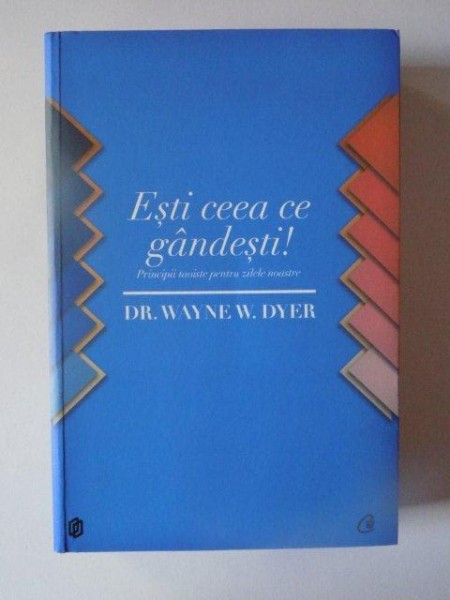 Ești ceea ce
gândești!
Principii taoiste pentru zilele noastre
DR. WAYNE W. DYER